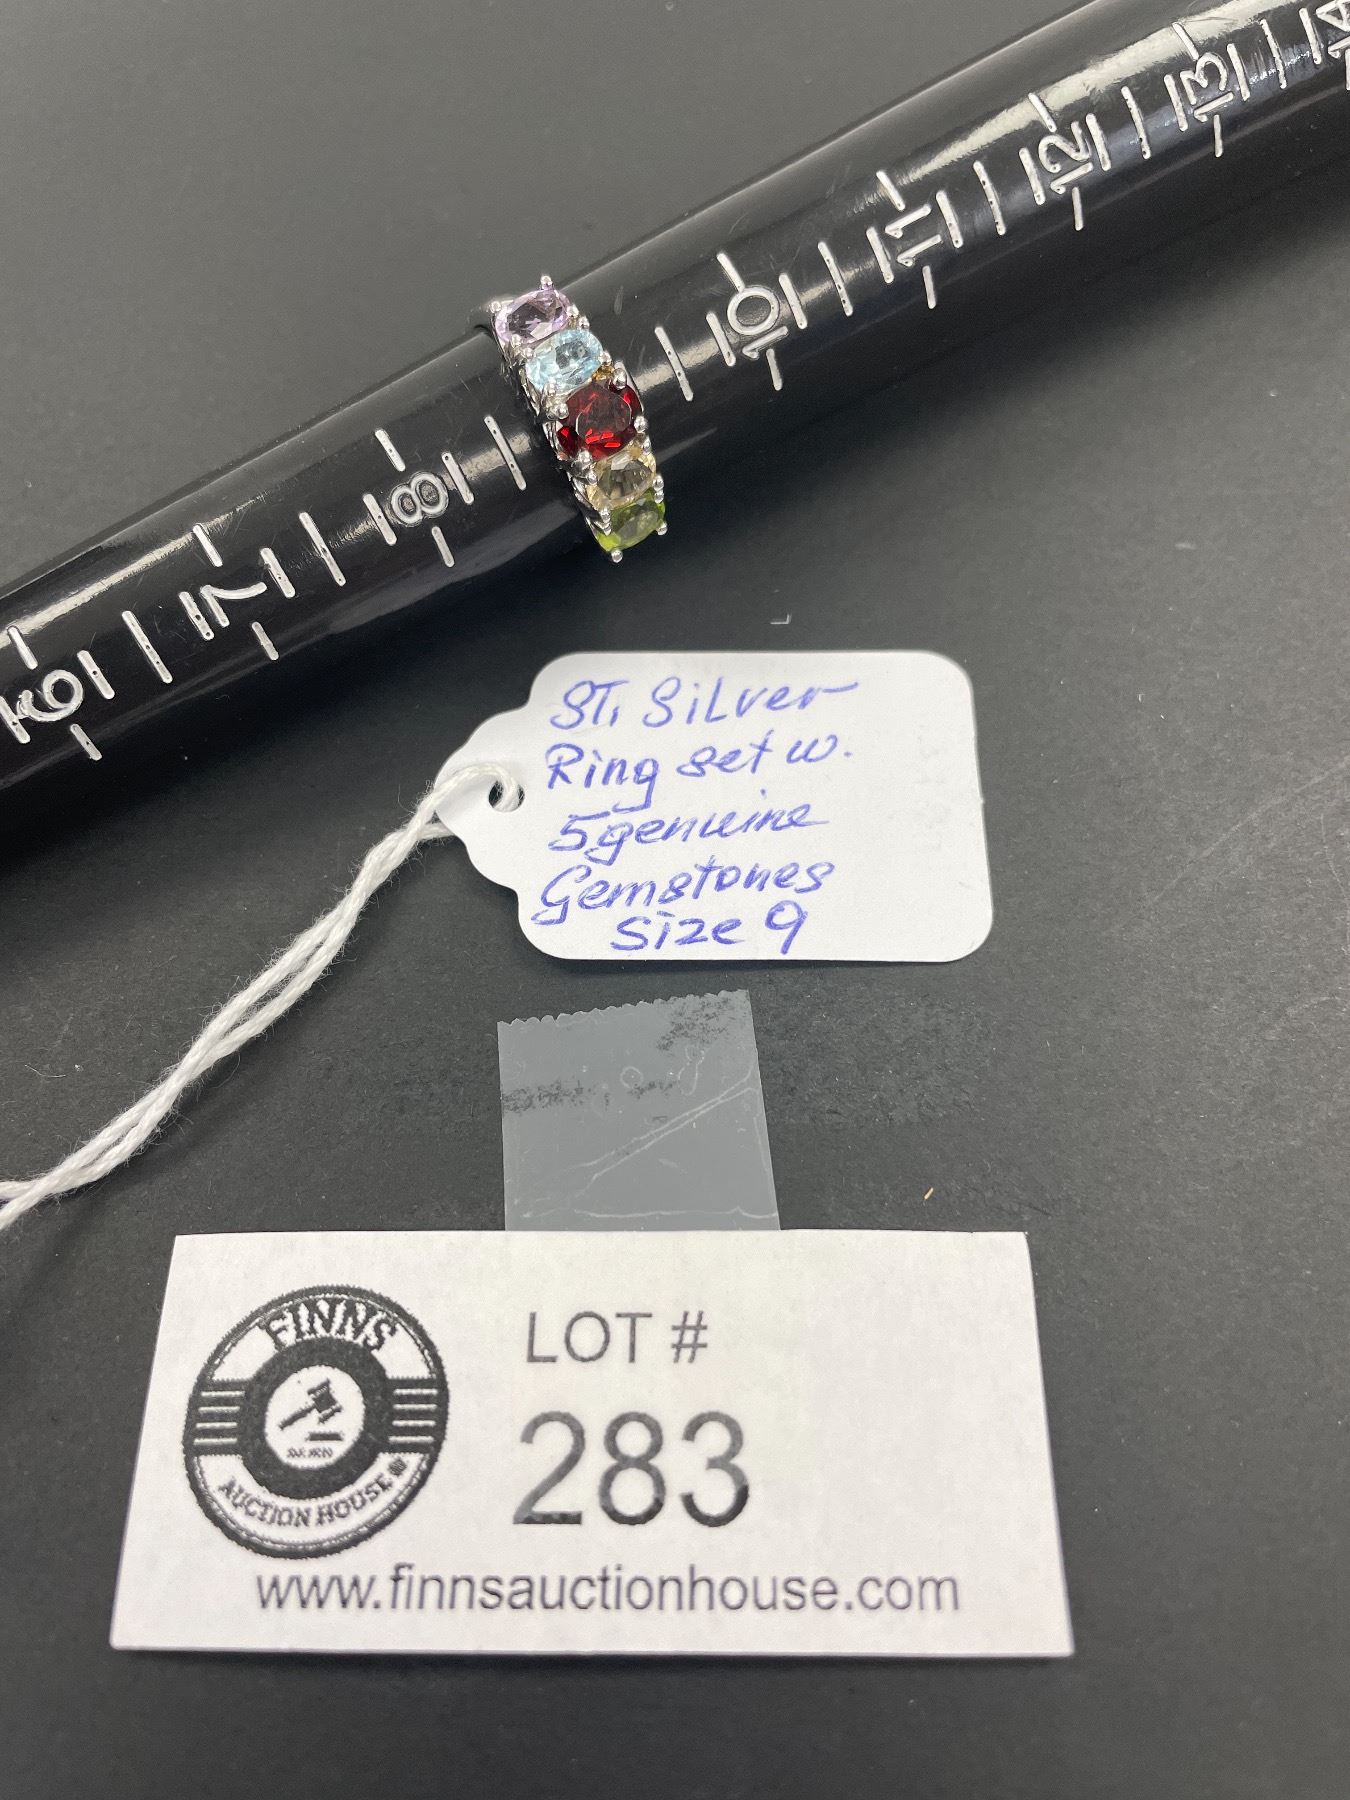 6 7 8 10 11 12 13 14
ST. SiLver
Ring set w.
5 genuine
Gemstones
Size 9
FINNS
AUCTION HOUSE
LOT #
283
www.finnsauctionhouse.com